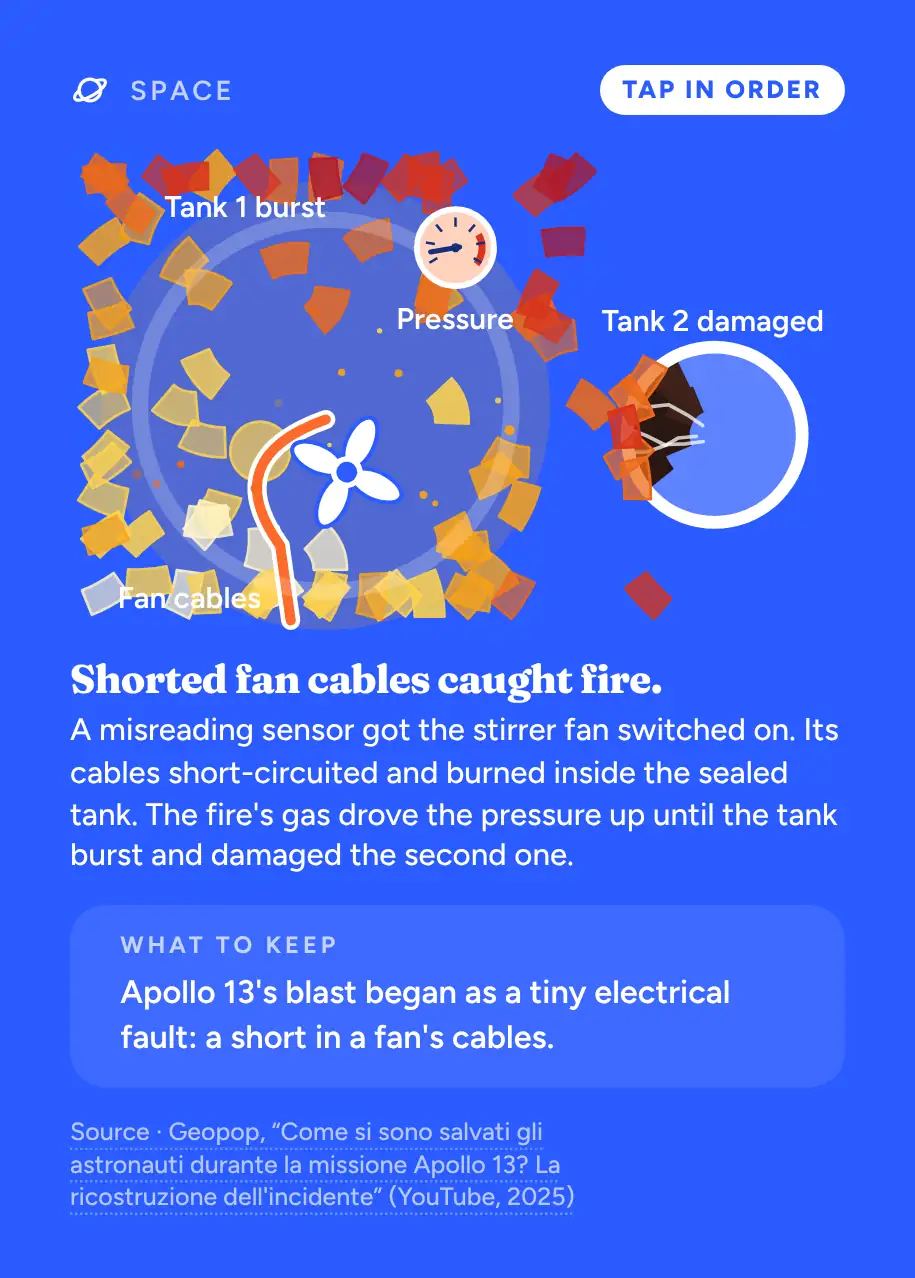 SPACE
TAP IN ORDER
Tank 1 burst
Pressure
Tank 2 damaged
Fan cables
Shorted fan cables caught fire.
A misreading sensor got the stirrer fan switched on. Its
cables short-circuited and burned inside the sealed
tank. The fire's gas drove the pressure up until the tank
burst and damaged the second one.
WHAT TO KEEP
Apollo 13's blast began as a tiny electrical
fault: a short in a fan's cables.
Source · Geopop, “Come si sono salvati gli
astronauti durante la missione Apollo 13? La
ricostruzione dell'incidente” (YouTube, 2025)